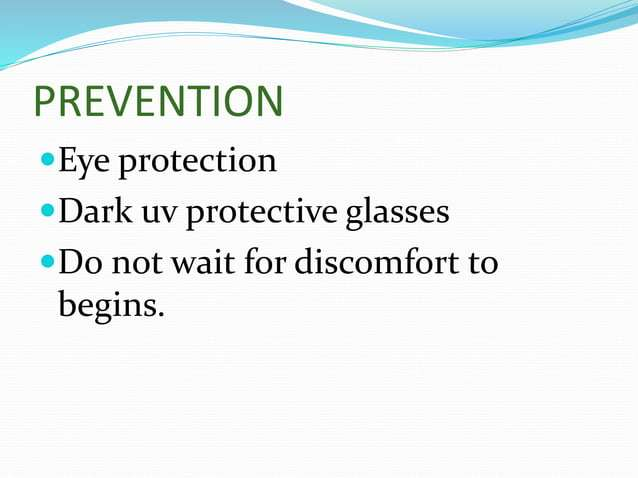 PREVENTION
Eye protection
Dark uv protective glasses
Do not wait for discomfort to
begins.